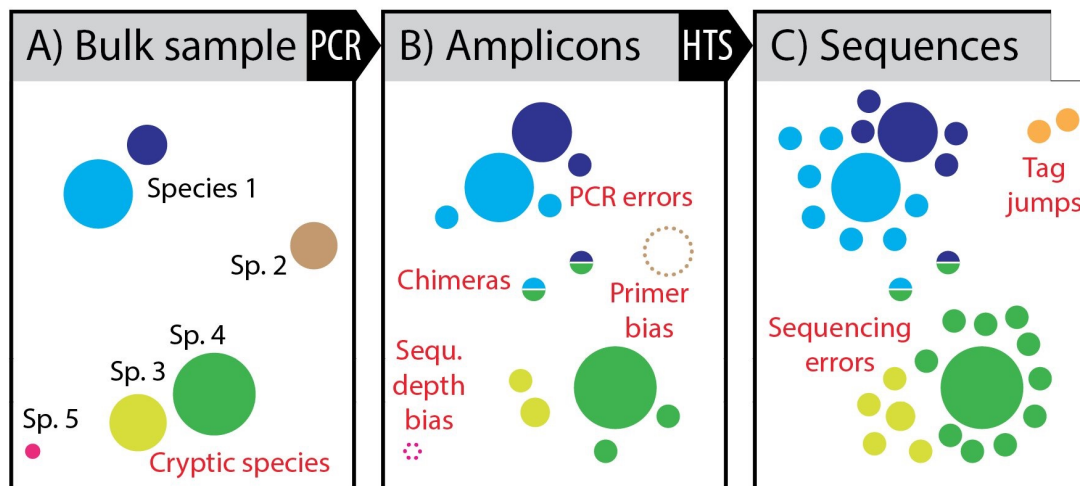 A) Bulk sample
PCR
B) Amplicons
HTS
C) Sequences
Species 1
Sp. 2
Sp. 4
Sp. 3
Sp. 5
Cryptic species
PCR errors
Chimeras
Primer
bias
Sequ.
depth
bias
Tag
jumps
Sequencing
errors